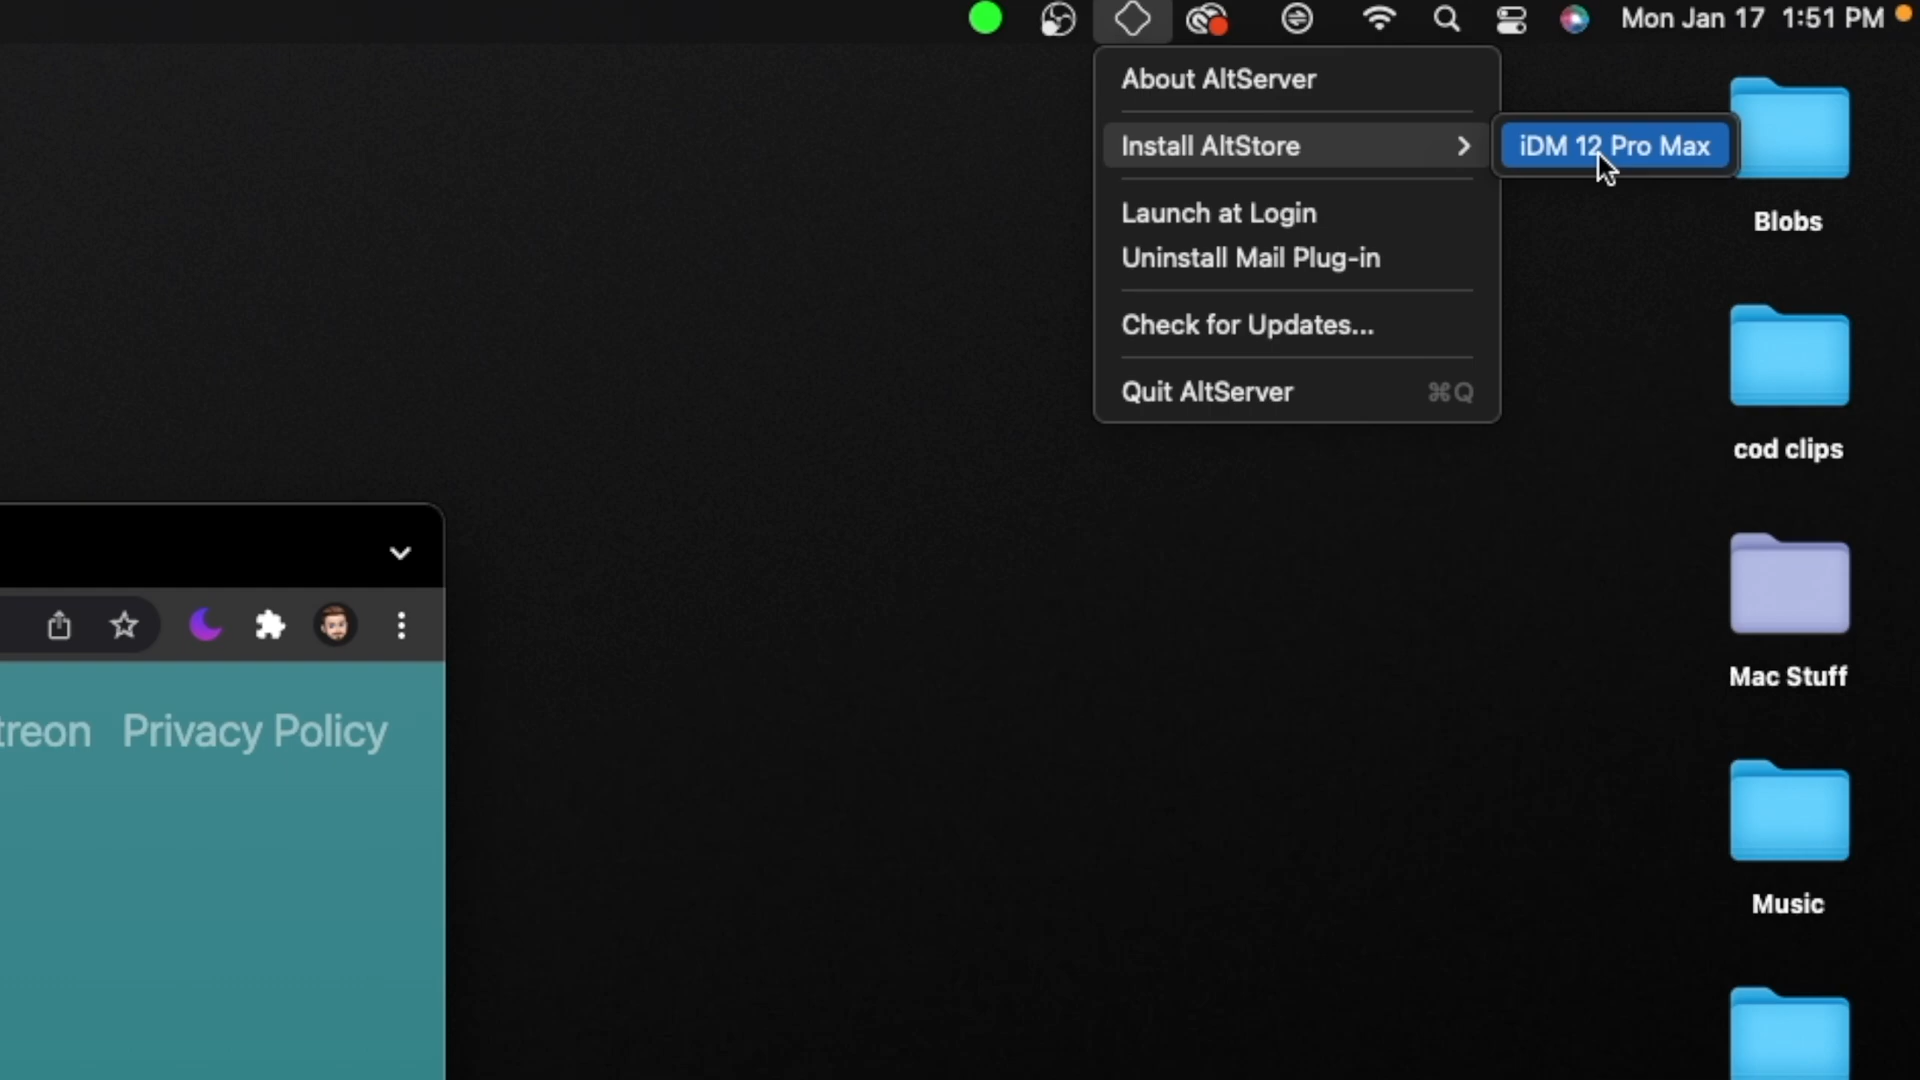 Mon Jan 17 1:51 PM
About AltServer
Install AltStore
iDM 12 Pro Max
Launch at Login
Uninstall Mail Plug-in
Check for Updates...
Quit AltServer ⌘Q
Blobs
cod clips
Mac Stuff
Music
treon Privacy Policy